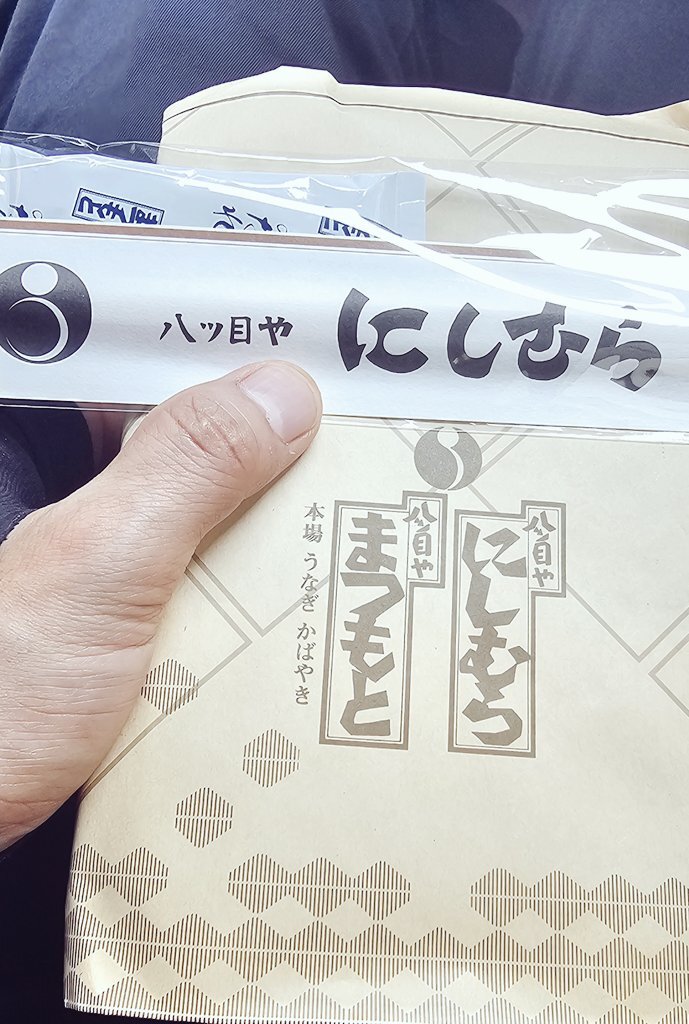 八ツ目や にしむら
八ッ目や
にしむら
八ッ目や
まつもと
本場 うなぎ かばやき